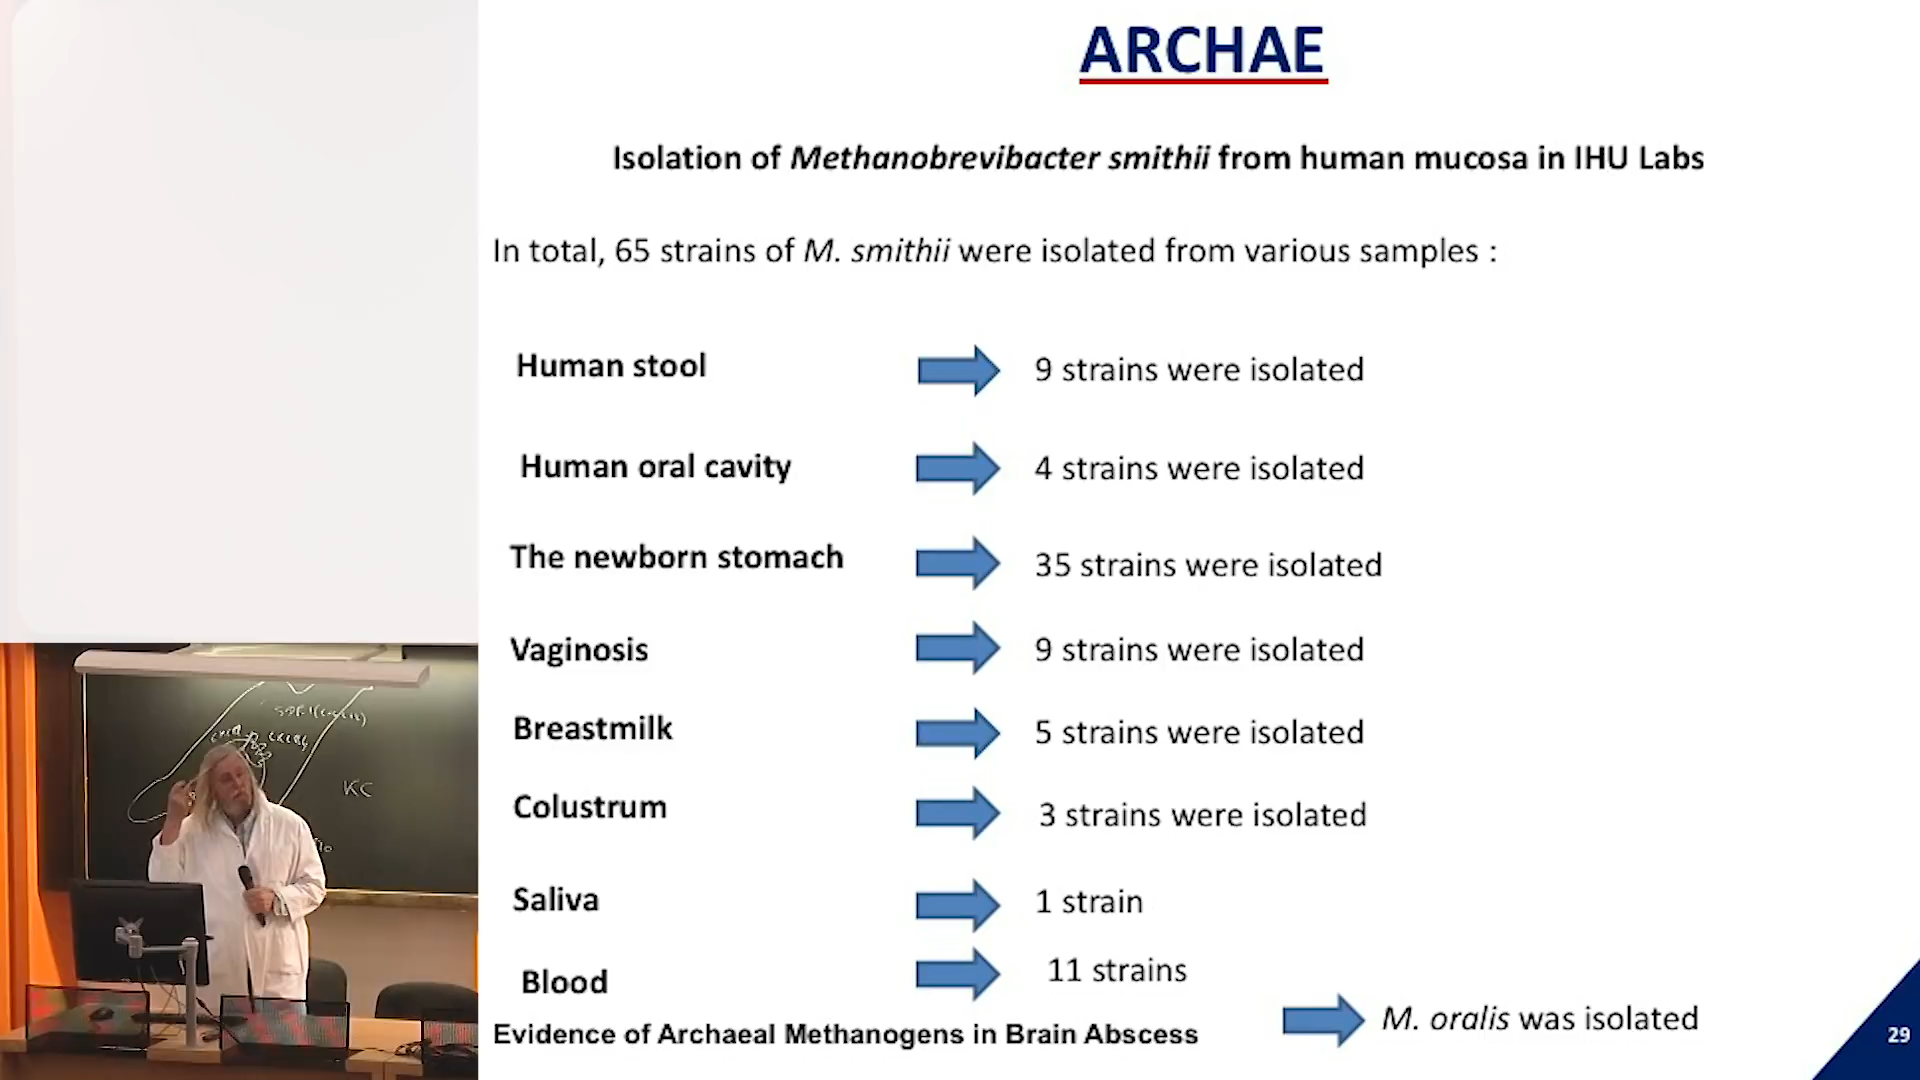 ARCHAE
Isolation of Methanobrevibacter smithii from human mucosa in IHU Labs
In total, 65 strains of M. smithii were isolated from various samples :
Human stool 9 strains were isolated
Human oral cavity 4 strains were isolated
The newborn stomach 35 strains were isolated
Vaginosis 9 strains were isolated
Breastmilk 5 strains were isolated
Colustrum 3 strains were isolated
Saliva 1 strain
Blood 11 strains
Evidence of Archaeal Methanogens in Brain Abscess M. oralis was isolated
29
KC